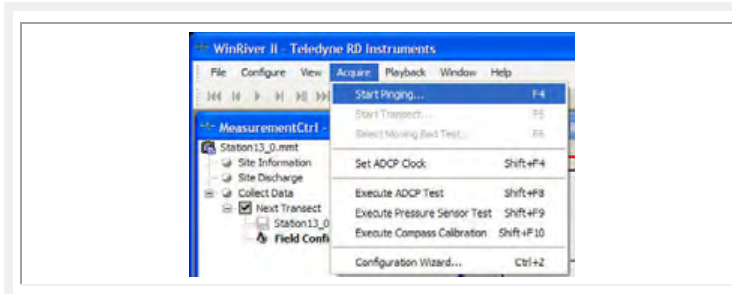 WinRiver II - Teledyne RD Instruments
File Configure View Acquire Playback Window Help
Start Pinging... F4
Start Transect... F5
Select Moving Bed Test... F6
MeasurementCtrl -
Station13_0.mmt
Site Information
Site Discharge
Set ADCP Clock Shift+F4
Collect Data
Next Transect
Execute ADCP Test Shift+F8
Station13_0
Execute Pressure Sensor Test Shift+F9
Field Confi
Execute Compass Calibration Shift+F10
Configuration Wizard... Ctrl+Z